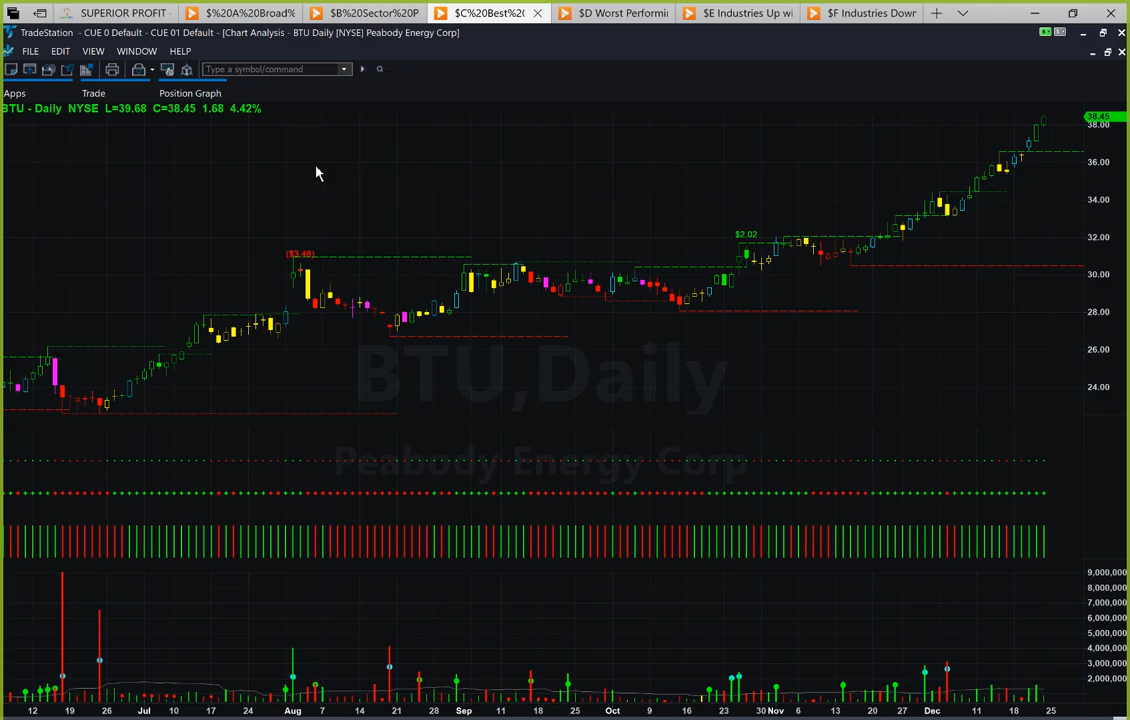 SUPERIOR PROFIT
$%20A%20Broad%
$%B%20Sector%20P
$%C%20Best%20
$D Worst Performin
$E Industries Up wi
$F Industries Down
TradeStation - CUE 0 Default - CUE 01 Default - [Chart Analysis - BTU Daily [NYSE] Peabody Energy Corp]
FILE EDIT VIEW WINDOW HELP
Type a symbol/command
Apps Trade Position Graph
BTU - Daily NYSE L=39.68 C=38.45 1.68 4.42%
38.45
38.00
36.00
34.00
$2.02
32.00
($3.48)
30.00
28.00
26.00
BTU,Daily
24.00
Peabody Energy Corp
9,000,000
8,000,000
7,000,000
6,000,000
5,000,000
4,000,000
3,000,000
2,000,000
12 19 Jul 10 17 24 Aug 7 14 21 28 Sep 11 18 25 Oct 9 16 23 30 Nov 6 13 20 27 Dec 11 18 25